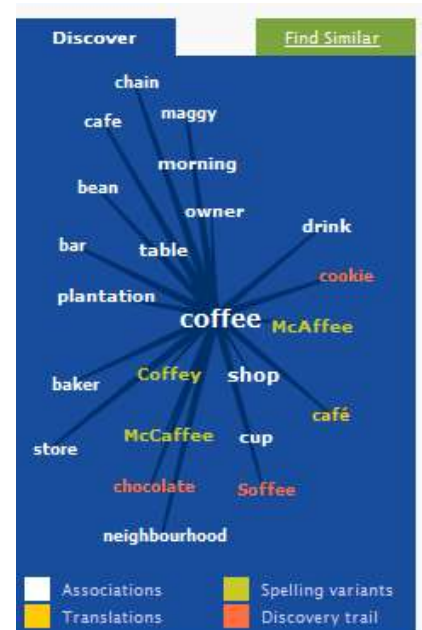 Discover
Find Similar
chain
cafe
maggy
morning
bean
owner
drink
bar
table
cookie
plantation
coffee
McAffee
Coffey
shop
baker
café
McCaffee
cup
store
chocolate
Soffee
neighbourhood
Associations
Spelling variants
Translations
Discovery trail